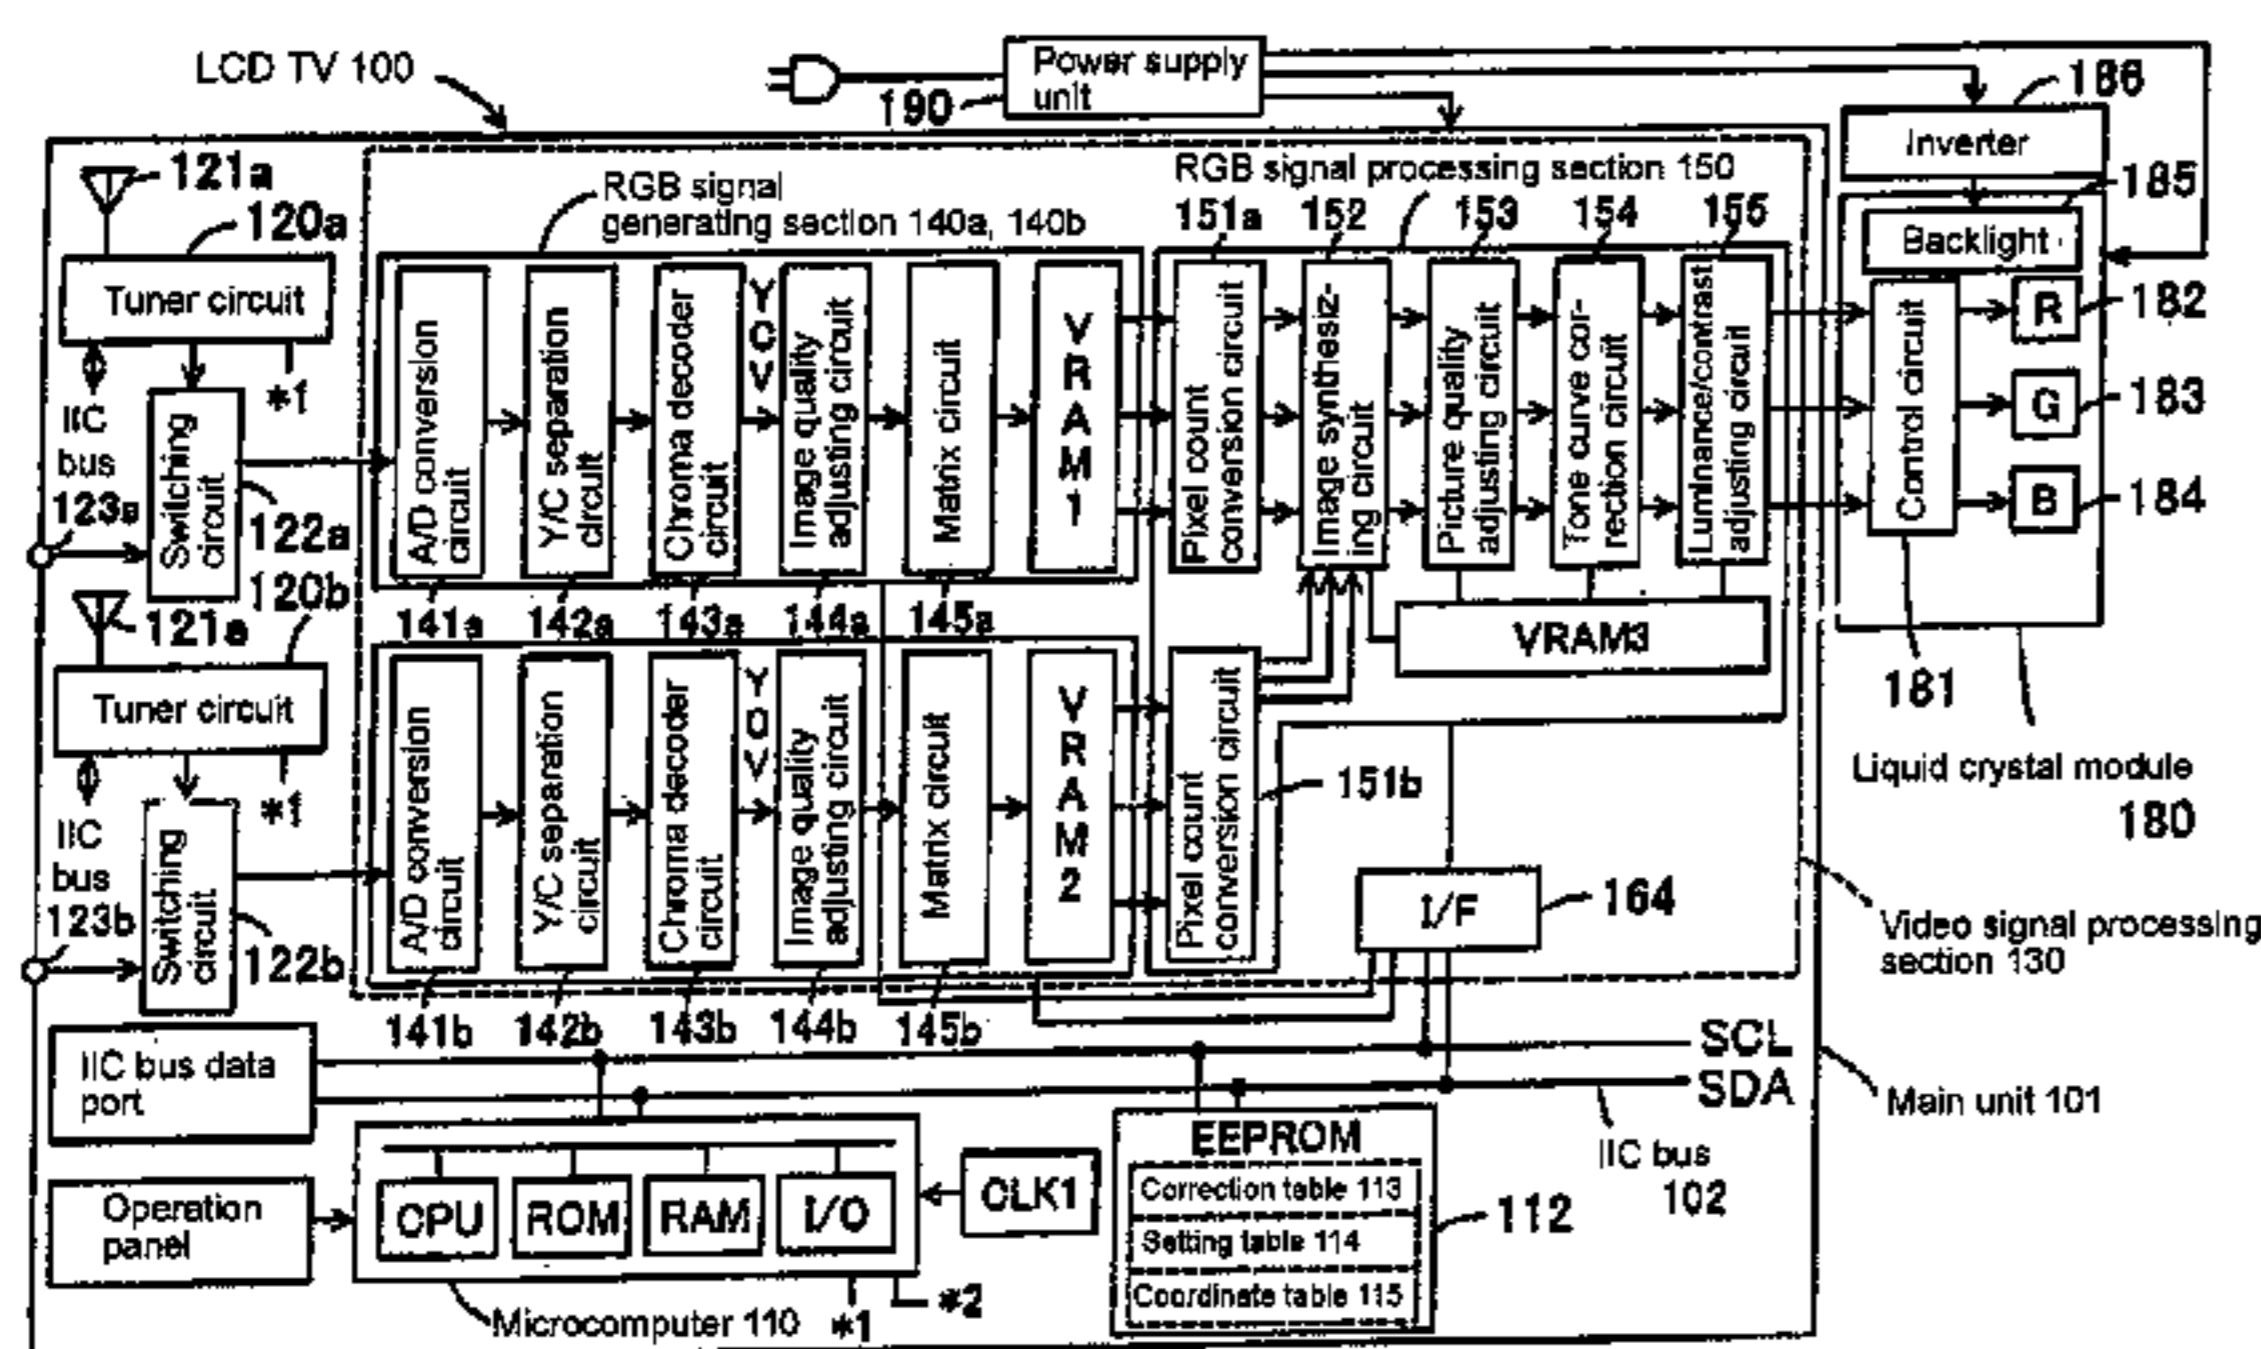 LCD TV 100
Power supply
unit
190
186
Inverter
185
Backlight
121a
120a
Tuner circuit
IIC
bus
*1
123a
Switching
circuit
122a
RGB signal
generating section 140a, 140b
A/D conversion
circuit
Y/C separation
circuit
Chroma decoder
circuit
Image quality
adjusting circuit
Matrix circuit
VRAM1
141a
142a
143a
144a
145a
RGB signal processing section 150
151a
152
153
154
155
Pixel count
conversion circuit
Image synthesiz-
ing circuit
Picture quality
adjusting circuit
Tone curve cor-
rection circuit
Luminance/contrast
adjusting circuit
VRAM3
Control circuit
R
182
G
183
B
184
181
Liquid crystal module
180
120b
121a
Tuner circuit
IIC
bus
*1
123b
Switching
circuit
122b
A/D conversion
circuit
Y/C separation
circuit
Chroma decoder
circuit
Image quality
adjusting circuit
Matrix circuit
VRAM2
141b
142b
143b
144b
145b
Pixel count
conversion circuit
151b
I/F
164
Video signal processing
section 130
SCL
SDA
Main unit 101
IIC bus
102
IIC bus data
port
Operation
panel
CPU
ROM
RAM
I/O
CLK1
Microcomputer 110
*1
*2
EEPROM
Correction table 113
Setting table 114
Coordinate table 115
112